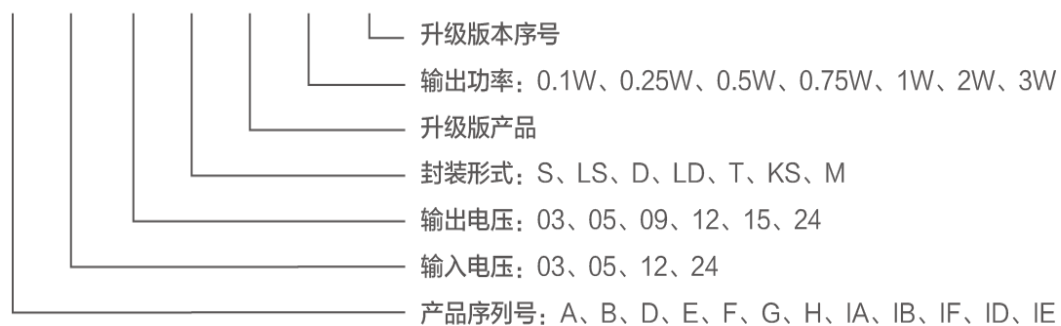 升级版本序号
输出功率：0.1W、0.25W、0.5W、0.75W、1W、2W、3W
升级版产品
封装形式：S、LS、D、LD、T、KS、M
输出电压：03、05、09、12、15、24
输入电压：03、05、12、24
产品序列号：A、B、D、E、F、G、H、IA、IB、IF、ID、IE